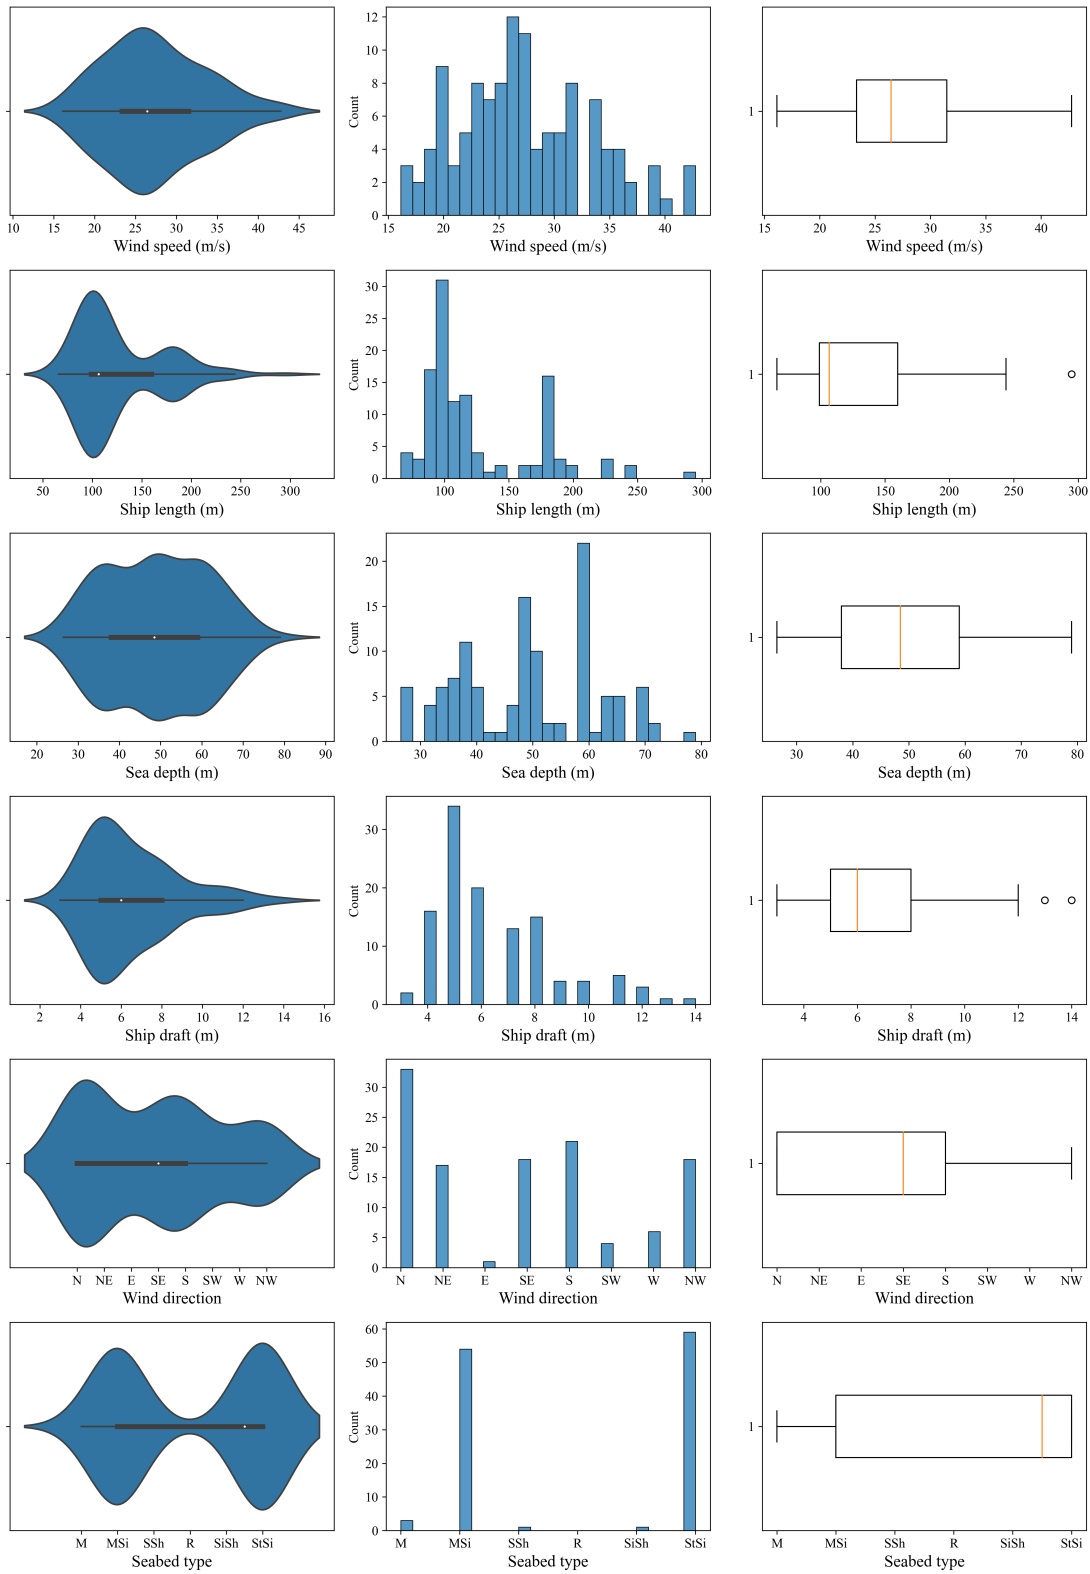 12
10
8
6
4
2
0
Count
1
10 15 20 25 30 35 40 45
Wind speed (m/s)
20 25 30 35 40
Wind speed (m/s)
15 20 25 30 35 40
Wind speed (m/s)
30
25
20
15
10
5
0
Count
1
50 100 150 200 250 300
Ship length (m)
100 150 200 250 300
Ship length (m)
100 150 200 250 300
Ship length (m)
20
15
10
5
0
Count
1
20 30 40 50 60 70 80 90
Sea depth (m)
30 40 50 60 70 80
Sea depth (m)
30 40 50 60 70 80
Sea depth (m)
30
20
10
0
Count
1
2 4 6 8 10 12 14 16
Ship draft (m)
4 6 8 10 12 14
Ship draft (m)
4 6 8 10 12 14
Ship draft (m)
30
25
20
15
10
5
0
Count
1
N NE E SE S SW W NW
Wind direction
N NE E SE S SW W NW
Wind direction
N NE E SE S SW W NW
Wind direction
60
50
40
30
20
10
0
Count
1
M MSi SSh R SiSh StSi
Seabed type
M MSi SSh R SiSh StSi
Seabed type
M MSi SSh R SiSh StSi
Seabed type